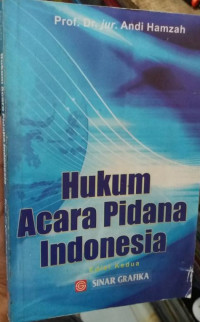 Prof. Dr. jur. Andi Hamzah
Hukum
Acara Pidana
Indonesia
Edisi Kedua
SINAR GRAFIKA